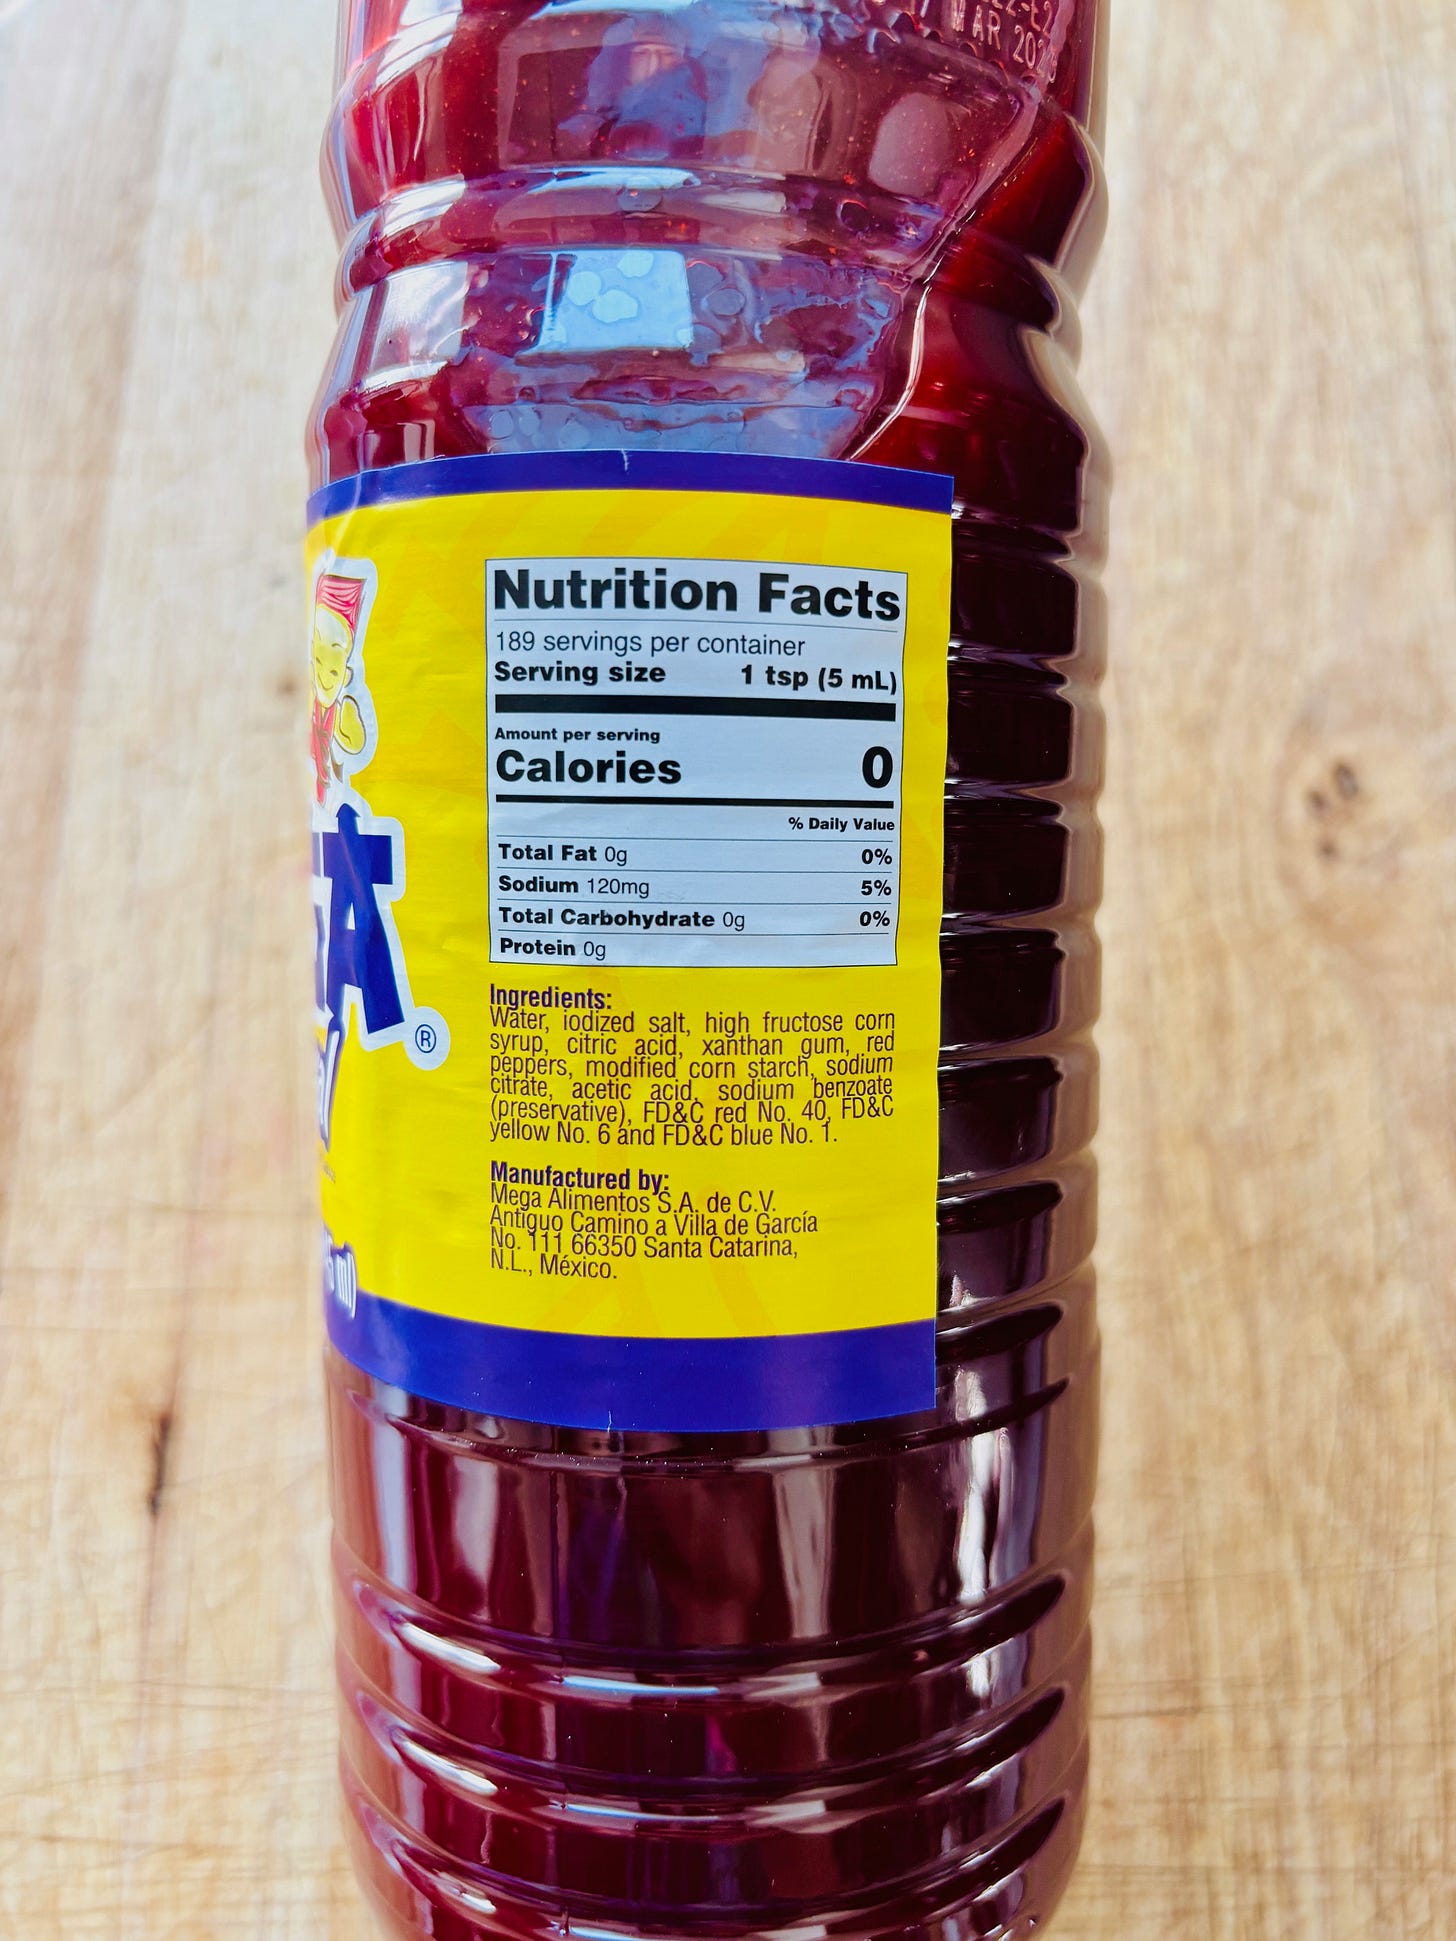 MAR
Nutrition Facts
189 servings per container
Serving size 1 tsp (5 mL)
Amount per serving
Calories 0
% Daily Value
Total Fat 0g 0%
Sodium 120mg 5%
Total Carbohydrate 0g 0%
Protein 0g
Ingredients:
Water, iodized salt, high fructose corn
syrup, citric acid, xanthan gum, red
peppers, modified corn starch, sodium
citrate, acetic acid, sodium benzoate
(preservative), FD&C red No. 40, FD&C
yellow No. 6 and FD&C blue No. 1.
®
Manufactured by:
Mega Alimentos S.A. de C.V.
Antiguo Camino a Villa de García
No. 111 66350 Santa Catarina,
N.L., México.